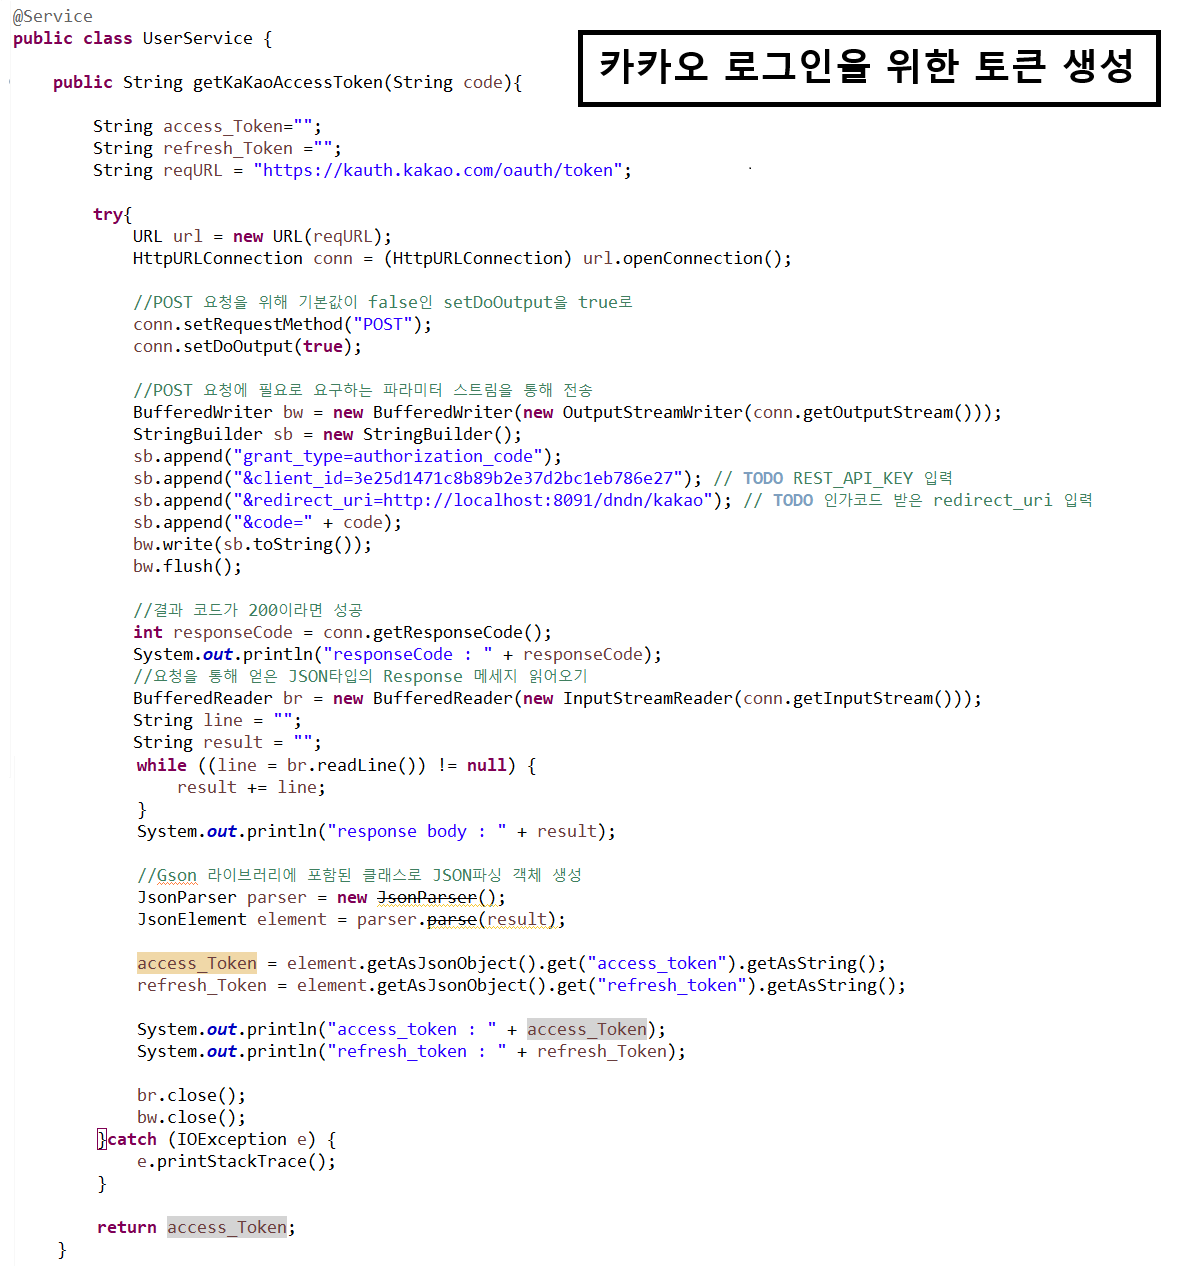 @Service
public class UserService {
카카오 로그인을 위한 토큰 생성
public String getKaKaoAccessToken(String code){
String access_Token="";
String refresh_Token ="";
String reqURL = "https://kauth.kakao.com/oauth/token";
try{
URL url = new URL(reqURL);
HttpURLConnection conn = (HttpURLConnection) url.openConnection();
//POST 요청을 위해 기본값이 false인 setDoOutput을 true로
conn.setRequestMethod("POST");
conn.setDoOutput(true);
//POST 요청에 필요로 요구하는 파라미터 스트림을 통해 전송
BufferedWriter bw = new BufferedWriter(new OutputStreamWriter(conn.getOutputStream()));
StringBuilder sb = new StringBuilder();
sb.append("grant_type=authorization_code");
sb.append("&client_id=3e25d1471c8b89b2e37d2bc1eb786e27"); // TODO REST_API_KEY 입력
sb.append("&redirect_uri=http://localhost:8091/dndn/kakao"); // TODO 인가코드 받은 redirect_uri 입력
sb.append("&code=" + code);
bw.write(sb.toString());
bw.flush();
//결과 코드가 200이라면 성공
int responseCode = conn.getResponseCode();
System.out.println("responseCode : " + responseCode);
//요청을 통해 얻은 JSON타입의 Response 메세지 읽어오기
BufferedReader br = new BufferedReader(new InputStreamReader(conn.getInputStream()));
String line = "";
String result = "";
while ((line = br.readLine()) != null) {
result += line;
}
System.out.println("response body : " + result);
//Gson 라이브러리에 포함된 클래스로 JSON파싱 객체 생성
JsonParser parser = new JsonParser();
JsonElement element = parser.parse(result);
access_Token = element.getAsJsonObject().get("access_token").getAsString();
refresh_Token = element.getAsJsonObject().get("refresh_token").getAsString();
System.out.println("access_token : " + access_Token);
System.out.println("refresh_token : " + refresh_Token);
br.close();
bw.close();
}catch (IOException e) {
e.printStackTrace();
}
return access_Token;
}